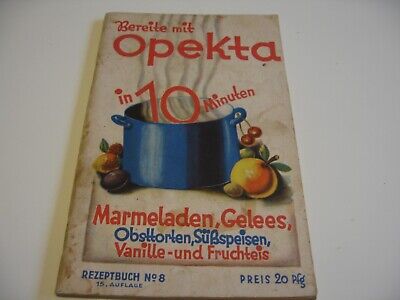 Bereite mit
Opekta
in 10 Minuten
Marmeladen, Gelees,
Obsttorten, Süßspeisen,
Vanille- und Fruchteis
REZEPTBUCH No 8
15. AUFLAGE
PREIS 20 Pfg